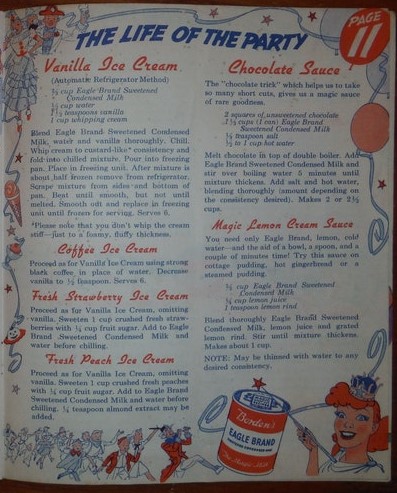 PAGE
11
THE LIFE OF THE PARTY
Vanilla Ice Cream
(Automatic Refrigerator Method)
⅔ cup Eagle Brand Sweetened
Condensed Milk
½ cup water
1½ teaspoons vanilla
1 cup whipping cream
Blend Eagle Brand Sweetened Condensed
Milk, water and vanilla thoroughly. Chill.
Whip cream to custard-like* consistency and
fold into chilled mixture. Pour into freezing
pan. Place in freezing unit. After mixture is
about half frozen remove from refrigerator.
Scrape mixture from sides and bottom of
pan. Beat until smooth, but not until
melted. Smooth out and replace in freezing
unit until frozen for serving. Serves 6.
*Please note that you don't whip the cream
stiff—just to a foamy, fluffy thickness.
Coffee Ice Cream
Proceed as for Vanilla Ice Cream using strong
black coffee in place of water. Decrease
vanilla to ½ teaspoon. Serves 6.
Fresh Strawberry Ice Cream
Proceed as for Vanilla Ice Cream, omitting
vanilla. Sweeten 1 cup crushed fresh straw-
berries with ¼ cup fruit sugar. Add to Eagle
Brand Sweetened Condensed Milk and
water before chilling.
Fresh Peach Ice Cream
Proceed as for Vanilla Ice Cream, omitting
vanilla. Sweeten 1 cup crushed fresh peaches
with ¼ cup fruit sugar. Add to Eagle Brand
Sweetened Condensed Milk and water before
chilling. ¼ teaspoon almond extract may be
added.
Chocolate Sauce
The "chocolate trick" which helps us to take
so many short cuts, gives us a magic sauce
of rare goodness.
2 squares of unsweetened chocolate
1⅓ cups (1 can) Eagle Brand
Sweetened Condensed Milk
⅛ teaspoon salt
½ to 1 cup hot water
Melt chocolate in top of double boiler. Add
Eagle Brand Sweetened Condensed Milk and
stir over boiling water 5 minutes until
mixture thickens. Add salt and hot water,
blending thoroughly (amount depending on
the consistency desired). Makes 2 or 2½
cups.
Magic Lemon Cream Sauce
You need only Eagle Brand, lemon, cold
water—and the aid of a bowl, a spoon, and a
couple of minutes time! Try this sauce on
cottage pudding, hot gingerbread or a
steamed pudding.
⅔ cup Eagle Brand Sweetened
Condensed Milk
¼ cup lemon juice
1 teaspoon lemon rind
Blend thoroughly Eagle Brand Sweetened
Condensed Milk, lemon juice and grated
lemon rind. Stir until mixture thickens.
Makes about 1 cup.
NOTE: May be thinned with water to any
desired consistency.
Borden's
EAGLE BRAND
The Magic Milk